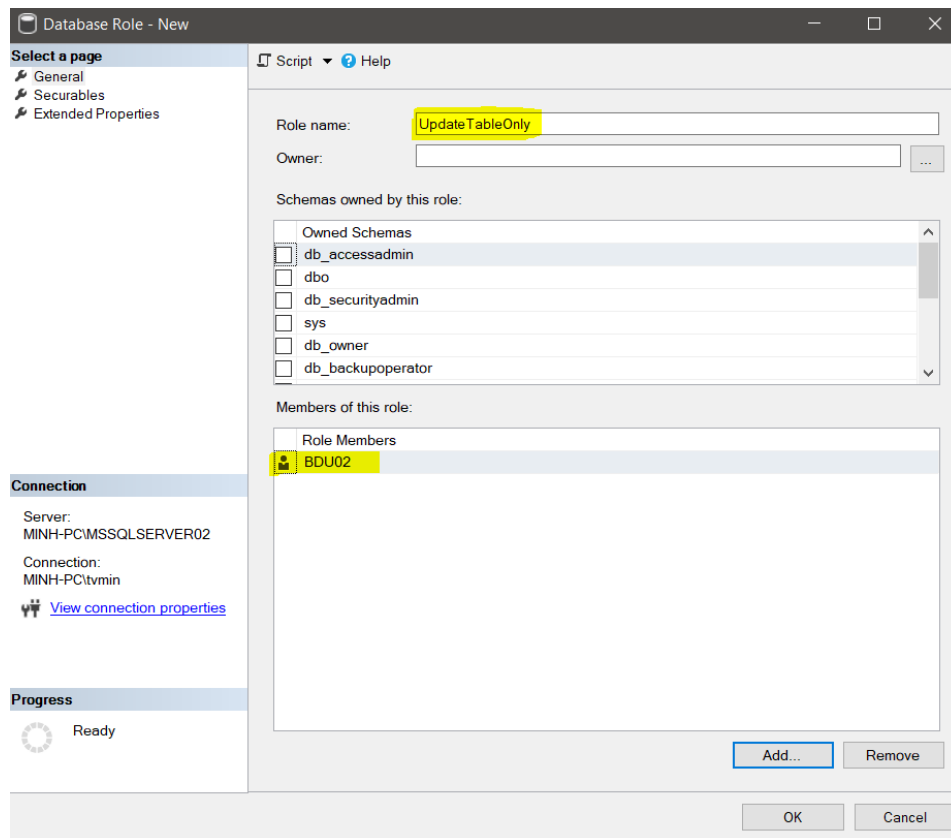 Database Role - New
Select a page
General
Securables
Extended Properties
Script Help
Role name: UpdateTableOnly
Owner: ...
Schemas owned by this role:
Owned Schemas
db_accessadmin
dbo
db_securityadmin
sys
db_owner
db_backupoperator
Members of this role:
Role Members
BDU02
Connection
Server:
MINH-PC\MSSQLSERVER02
Connection:
MINH-PC\tvmin
View connection properties
Progress
Ready
Add... Remove
OK Cancel